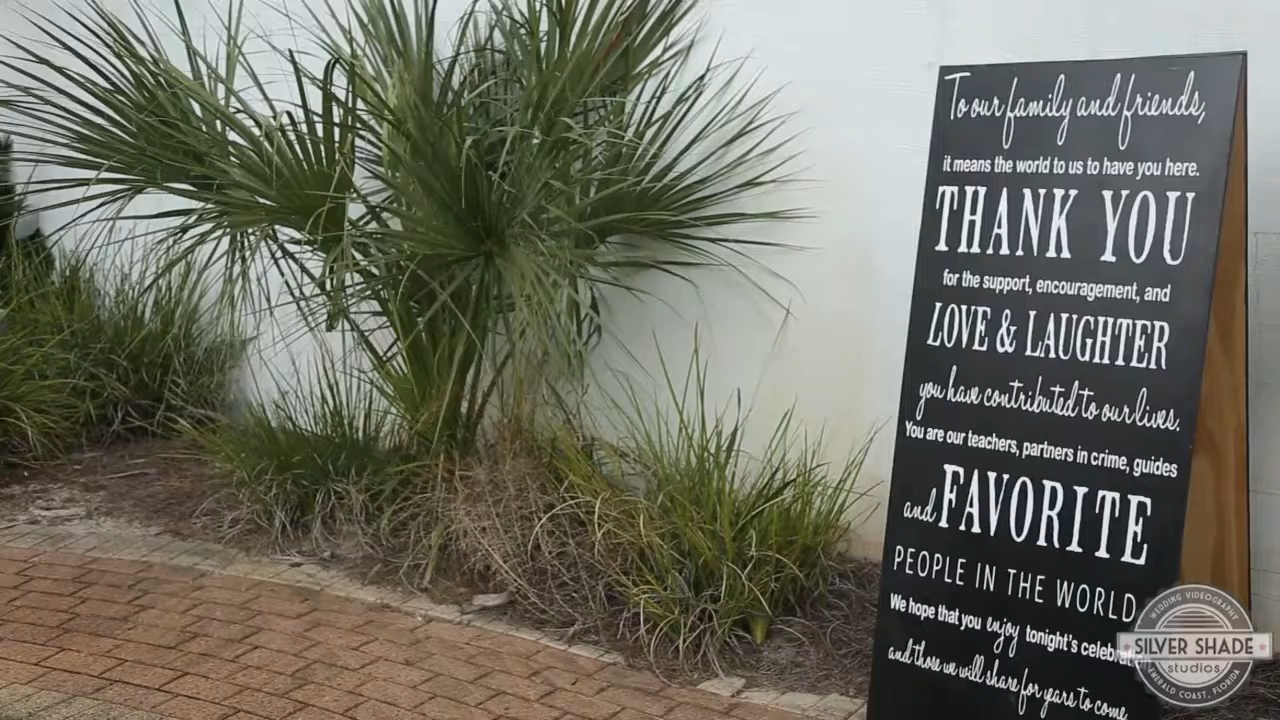 To our family and friends,
it means the world to us to have you here.
THANK YOU
for the support, encouragement, and
LOVE & LAUGHTER
you have contributed to our lives.
You are our teachers, partners in crime, guides
and FAVORITE
PEOPLE IN THE WORLD
We hope that you enjoy tonight's celebra
and those we will share for years to come
WEDDING VIDEOGRAPHY
SILVER SHADE
studios
EMERALD COAST, FLORIDA